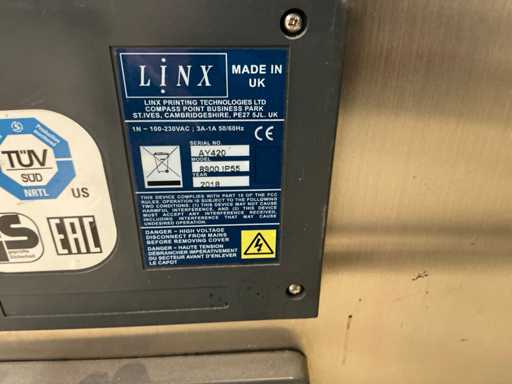 LINX
MADE IN
UK
LINX PRINTING TECHNOLOGIES LTD
COMPASS POINT BUSINESS PARK
ST.IVES, CAMBRIDGESHIRE, PE27 5JL. UK
1N ~ 100-230VAC ; 3A-1A 50/60Hz
CE
SERIAL NO.
AY420
MODEL
8900 IP55
YEAR
2018
THIS DEVICE COMPLIES WITH PART 15 OF THE FCC
RULES. OPERATION IS SUBJECT TO THE FOLLOWING
TWO CONDITIONS: (1) THIS DEVICE MAY NOT CAUSE
HARMFUL INTERFERENCE, AND (2) THIS DEVICE
MUST ACCEPT ANY INTERFERENCE RECEIVED,
INCLUDING INTERFERENCE THAT MAY CAUSE
UNDESIRED OPERATION.
DANGER - HIGH VOLTAGE
DISCONNECT FROM MAINS
BEFORE REMOVING COVER
DANGER - HAUTE TENSION
DÉBRANCHER IMPÉRATIVEMENT
DU SECTEUR AVANT D'ENLEVER
LE CAPOT
TÜV
SÜD
NRTL
US
GS
EAC